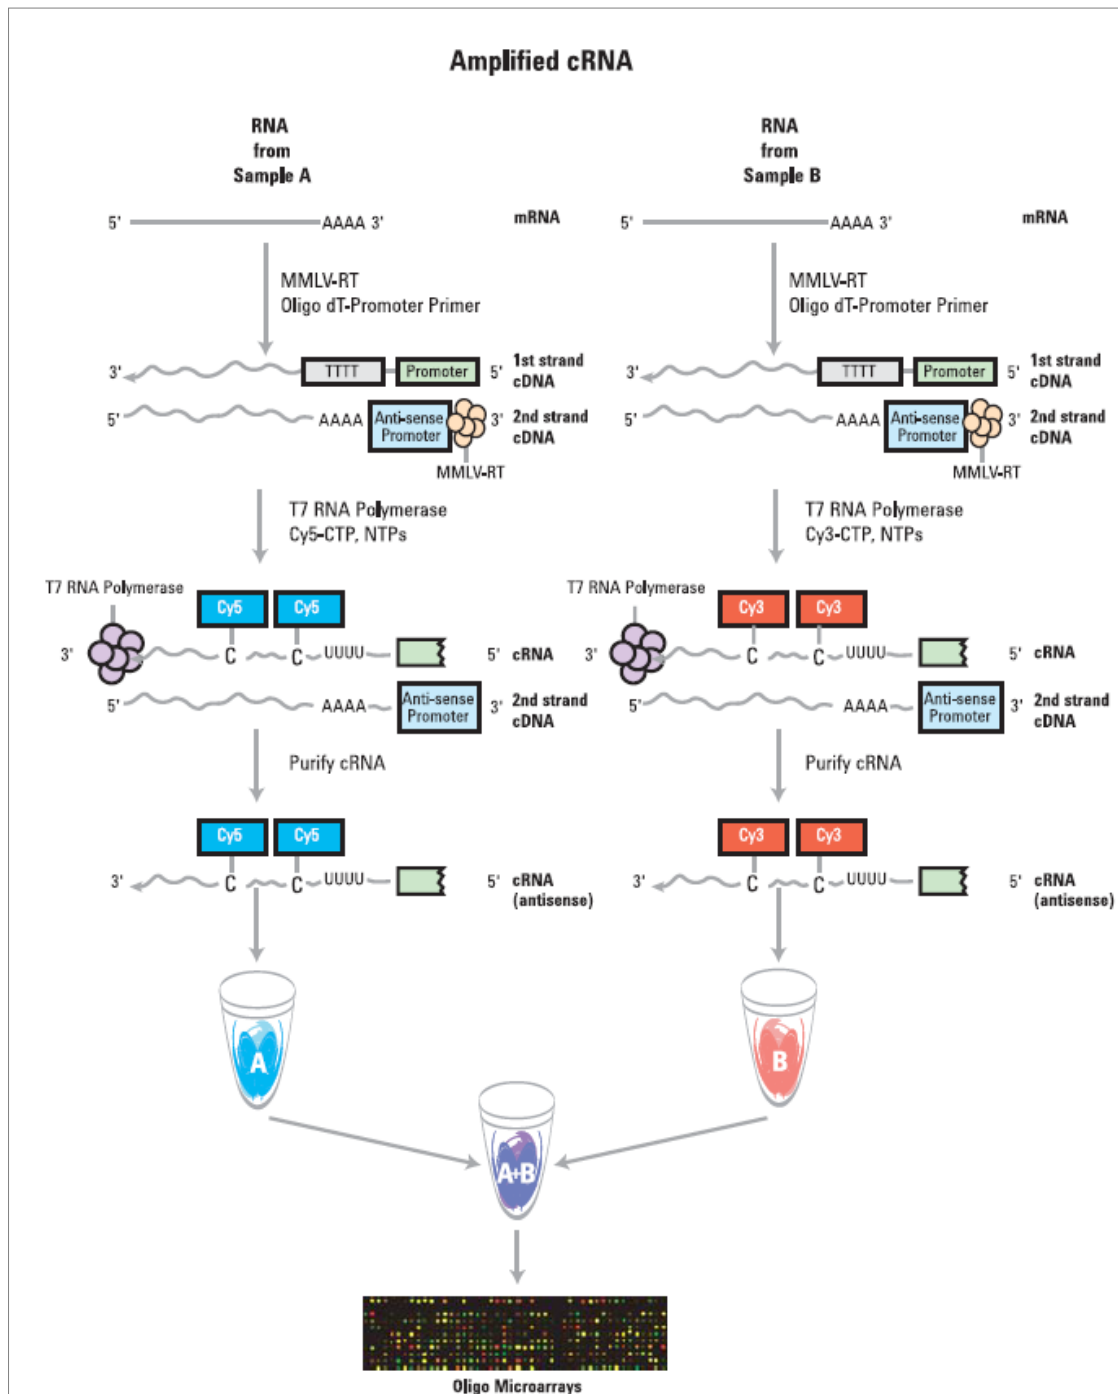 Amplified cRNA
RNA
from
Sample A
RNA
from
Sample B
5' AAAA 3' mRNA
5' AAAA 3' mRNA
MMLV-RT
Oligo dT-Promoter Primer
MMLV-RT
Oligo dT-Promoter Primer
3' TTTT Promoter 5' 1st strand
cDNA
3' TTTT Promoter 5' 1st strand
cDNA
5' AAAA Anti-sense
Promoter 3' 2nd strand
cDNA
MMLV-RT
5' AAAA Anti-sense
Promoter 3' 2nd strand
cDNA
MMLV-RT
T7 RNA Polymerase
Cy5-CTP, NTPs
T7 RNA Polymerase
Cy3-CTP, NTPs
T7 RNA Polymerase
Cy5 Cy5
3' C C UUUU 5' cRNA
T7 RNA Polymerase
Cy3 Cy3
3' C C UUUU 5' cRNA
5' AAAA Anti-sense
Promoter 3' 2nd strand
cDNA
5' AAAA Anti-sense
Promoter 3' 2nd strand
cDNA
Purify cRNA
Purify cRNA
Cy5 Cy5
3' C C UUUU 5' cRNA
(antisense)
Cy3 Cy3
3' C C UUUU 5' cRNA
(antisense)
A
B
A+B
Oligo Microarrays